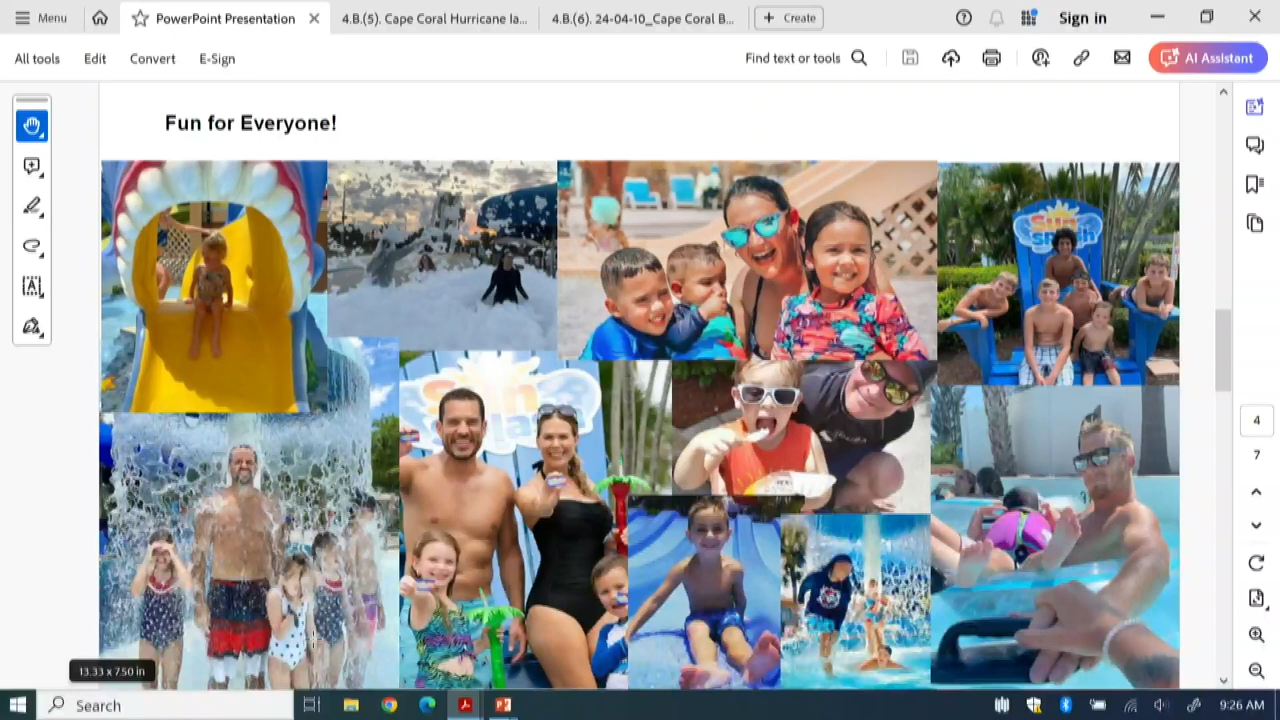 Menu
PowerPoint Presentation
4.B.(5). Cape Coral Hurricane la...
4.B.(6). 24-04-10_Cape Coral B...
Create
Sign in
All tools
Edit
Convert
E-Sign
Find text or tools
AI Assistant
Fun for Everyone!
Sun
Splash
4
7
13.33 x 7.50 in
Search
9:26 AM